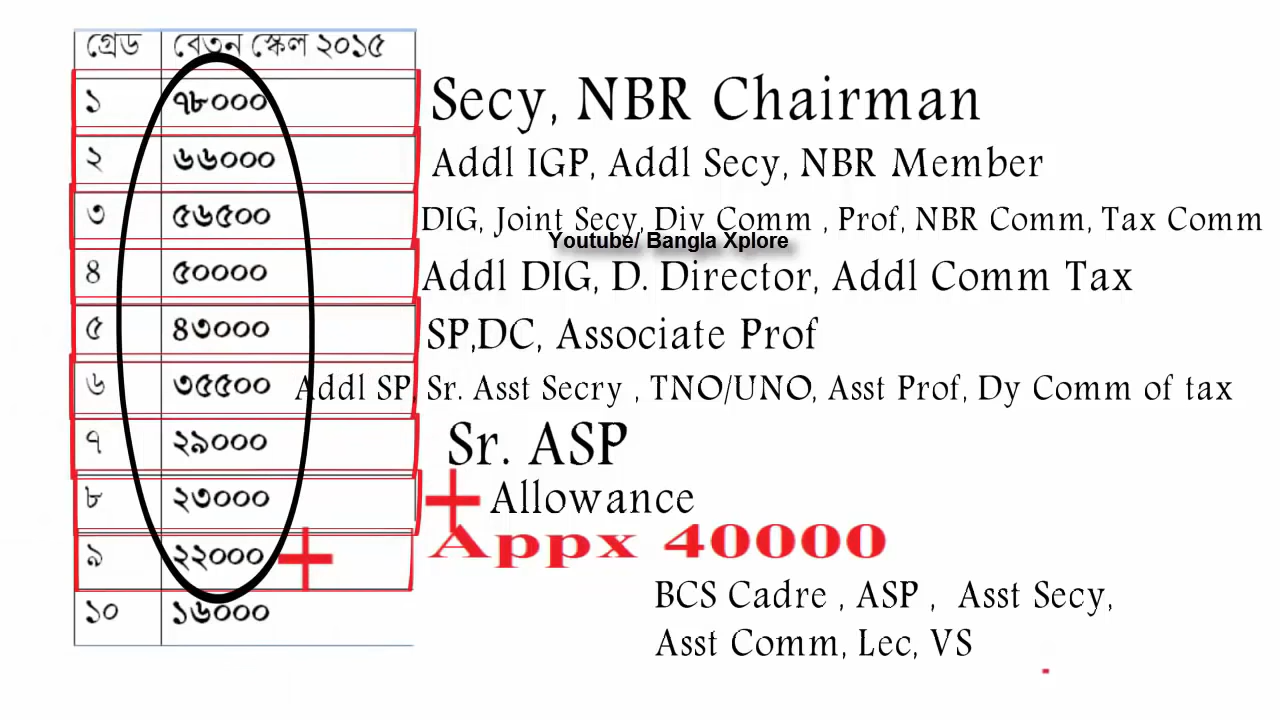 গ্রেড বেতন স্কেল ২০১৫
১ ৭৮০০০ Secy, NBR Chairman
২ ৬৬০০০ Addl IGP, Addl Secy, NBR Member
৩ ৫৬৫০০ DIG, Joint Secy, Div Comm , Prof, NBR Comm, Tax Comm
Youtube/ Bangla Xplore
৪ ৫০০০০ Addl DIG, D. Director, Addl Comm Tax
৫ ৪৩০০০ SP,DC, Associate Prof
৬ ৩৫৫০০ Addl SP, Sr. Asst Secry , TNO/UNO, Asst Prof, Dy Comm of tax
৭ ২৯০০০ Sr. ASP
৮ ২৩০০০ + Allowance
৯ ২২০০০ + Appx 40000
BCS Cadre , ASP , Asst Secy,
১০ ১৬০০০
Asst Comm, Lec, VS